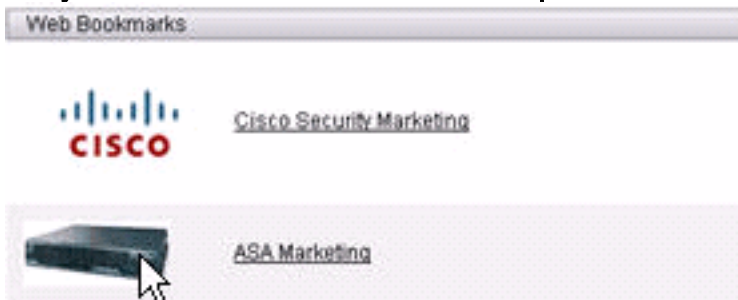 Web Bookmarks
CISCO
Cisco Security Marketing
ASA Marketing